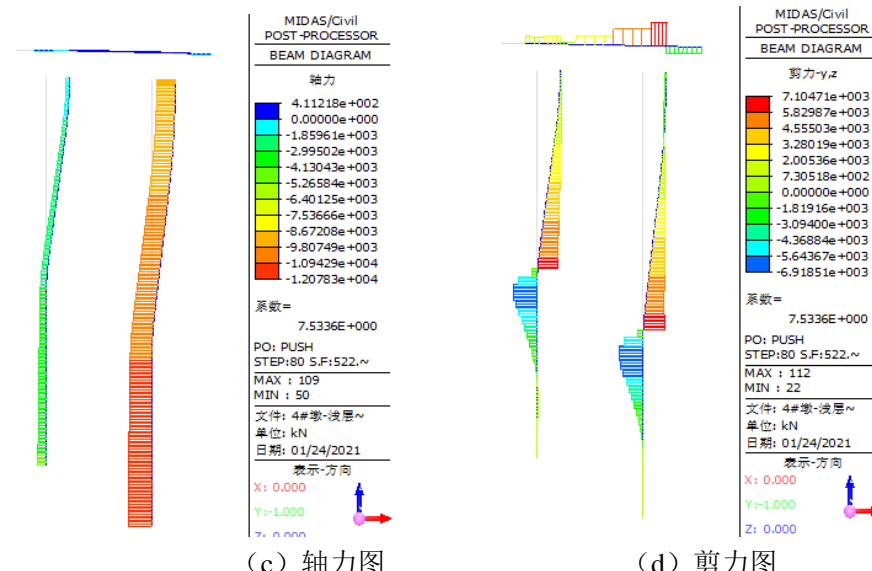 MIDAS/Civil
POST-PROCESSOR
BEAM DIAGRAM
轴力
4.11218e+002
0.00000e+000
-1.85961e+003
-2.99502e+003
-4.13043e+003
-5.26584e+003
-6.40125e+003
-7.53666e+003
-8.67208e+003
-9.80749e+003
-1.09429e+004
-1.20783e+004
系数=
7.5336E+000
PO: PUSH
STEP:80 S.F:522.~
MAX : 109
MIN : 50
文件: 4#墩-浅层~
单位: kN
日期: 01/24/2021
表示-方向
X: 0.000
Y:-1.000
Z: 0.000
(c)轴力图
MIDAS/Civil
POST-PROCESSOR
BEAM DIAGRAM
剪力-y,z
7.10471e+003
5.82987e+003
4.55503e+003
3.28019e+003
2.00536e+003
7.30518e+002
0.00000e+000
-1.81916e+003
-3.09400e+003
-4.36884e+003
-5.64367e+003
-6.91851e+003
系数=
7.5336E+000
PO: PUSH
STEP:80 S.F:522.~
MAX : 112
MIN : 22
文件: 4#墩-浅层~
单位: kN
日期: 01/24/2021
表示-方向
X: 0.000
Y:-1.000
Z: 0.000
(d)剪力图